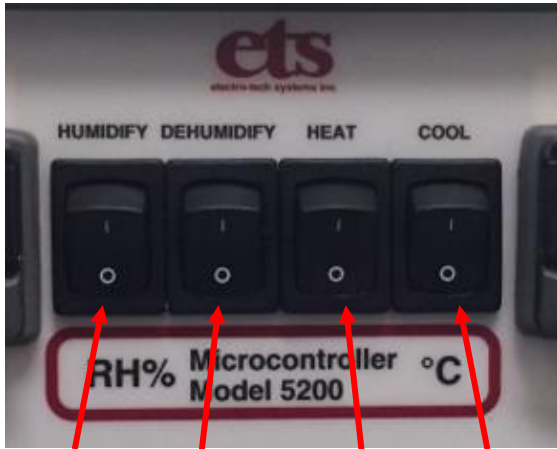 ets
electro-tech systems inc.
HUMIDIFY DEHUMIDIFY HEAT COOL
I I I I
O O O O
RH% Microcontroller °C
Model 5200